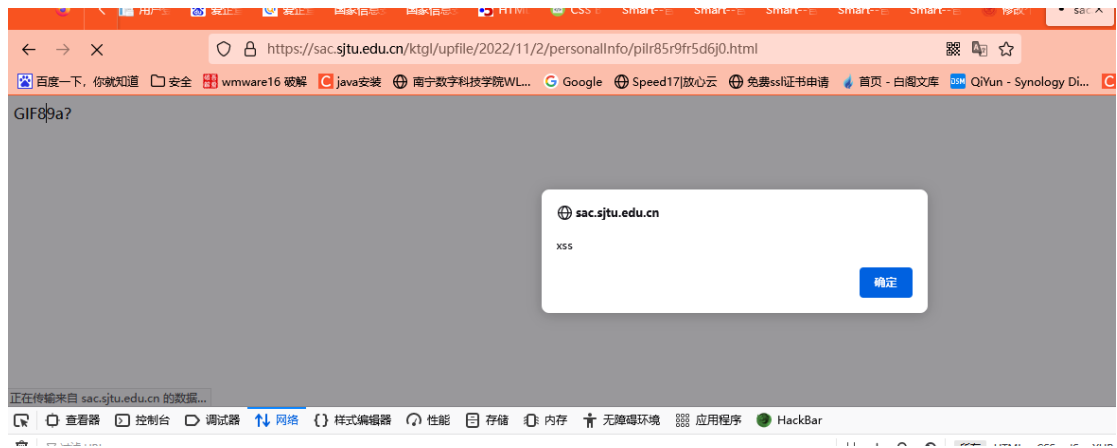 https://sac.sjtu.edu.cn/ktgl/upfile/2022/11/2/personalInfo/pilr85r9fr5d6j0.html
百度一下，你就知道 安全 wmware16 破解 java安装 南宁数字科技学院WL... Google Speed17|放心云 免费ssl证书申请 首页 - 白阁文库 QiYun - Synology Di...
GIF89a?
sac.sjtu.edu.cn
xss
确定
正在传输来自 sac.sjtu.edu.cn 的数据...
查看器 控制台 调试器 网络 {} 样式编辑器 性能 存储 内存 无障碍环境 应用程序 HackBar